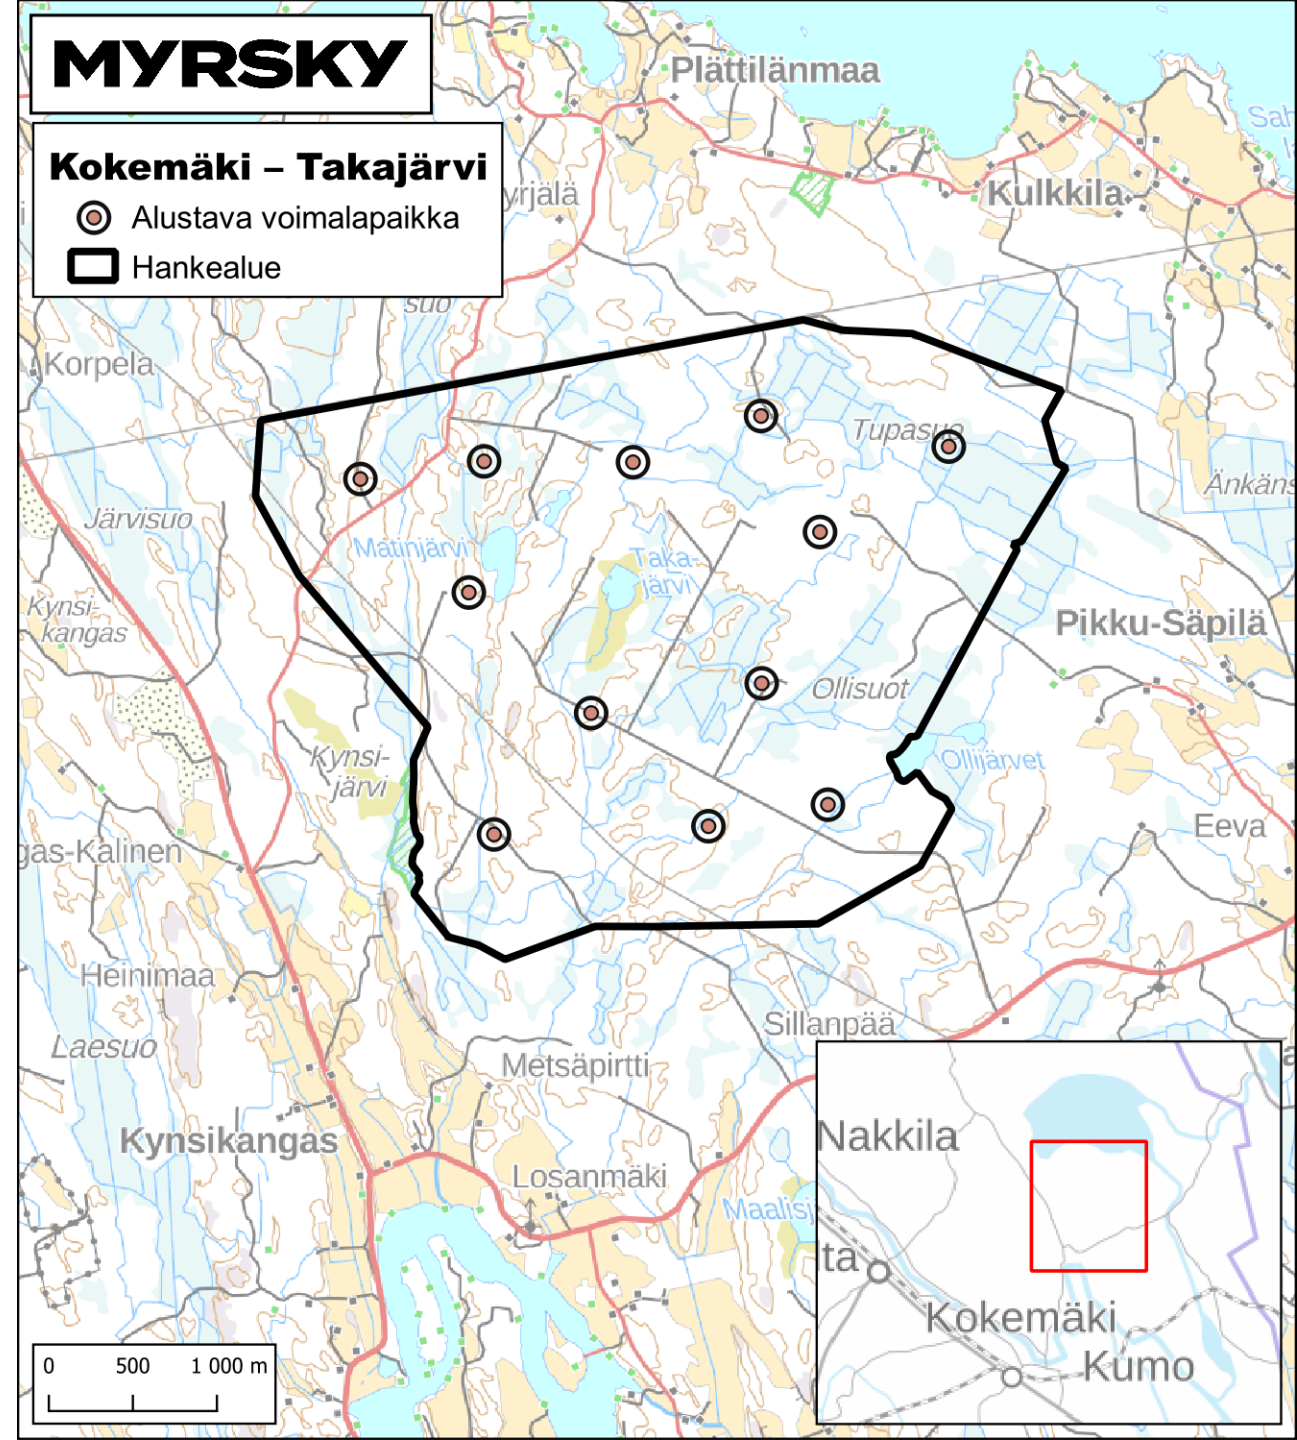 MYRSKY
Kokemäki – Takajärvi
Alustava voimalapaikka
Hankealue
Plättilänmaa
Kulkkila
yrjälä
suo
Korpela
Tupasuo
Änkäns
Järvisuo
Matinjärvi
Taka-
järvi
Kynsi-
kangas
Pikku-Säpilä
Ollisuot
Kynsi-
järvi
Ollijärvet
Eeva
gas-Kalinen
Heinimaa
Sillanpää
Laesuo
Metsäpirtti
Kynsikangas
Losanmäki
Maalisj
Nakkila
ta
Kokemäki
Kumo
0 500 1 000 m